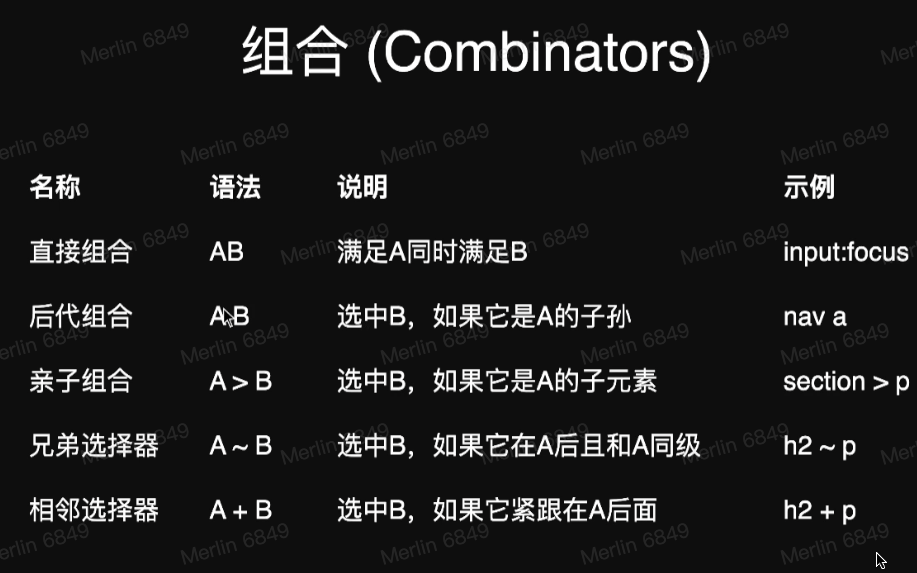 组合 (Combinators)
名称 语法 说明 示例
直接组合 AB 满足A同时满足B input:focus
后代组合 A B 选中B，如果它是A的子孙 nav a
亲子组合 A > B 选中B，如果它是A的子元素 section > p
兄弟选择器 A ~ B 选中B，如果它在A后且和A同级 h2 ~ p
相邻选择器 A + B 选中B，如果它紧跟在A后面 h2 + p
Merlin 6849